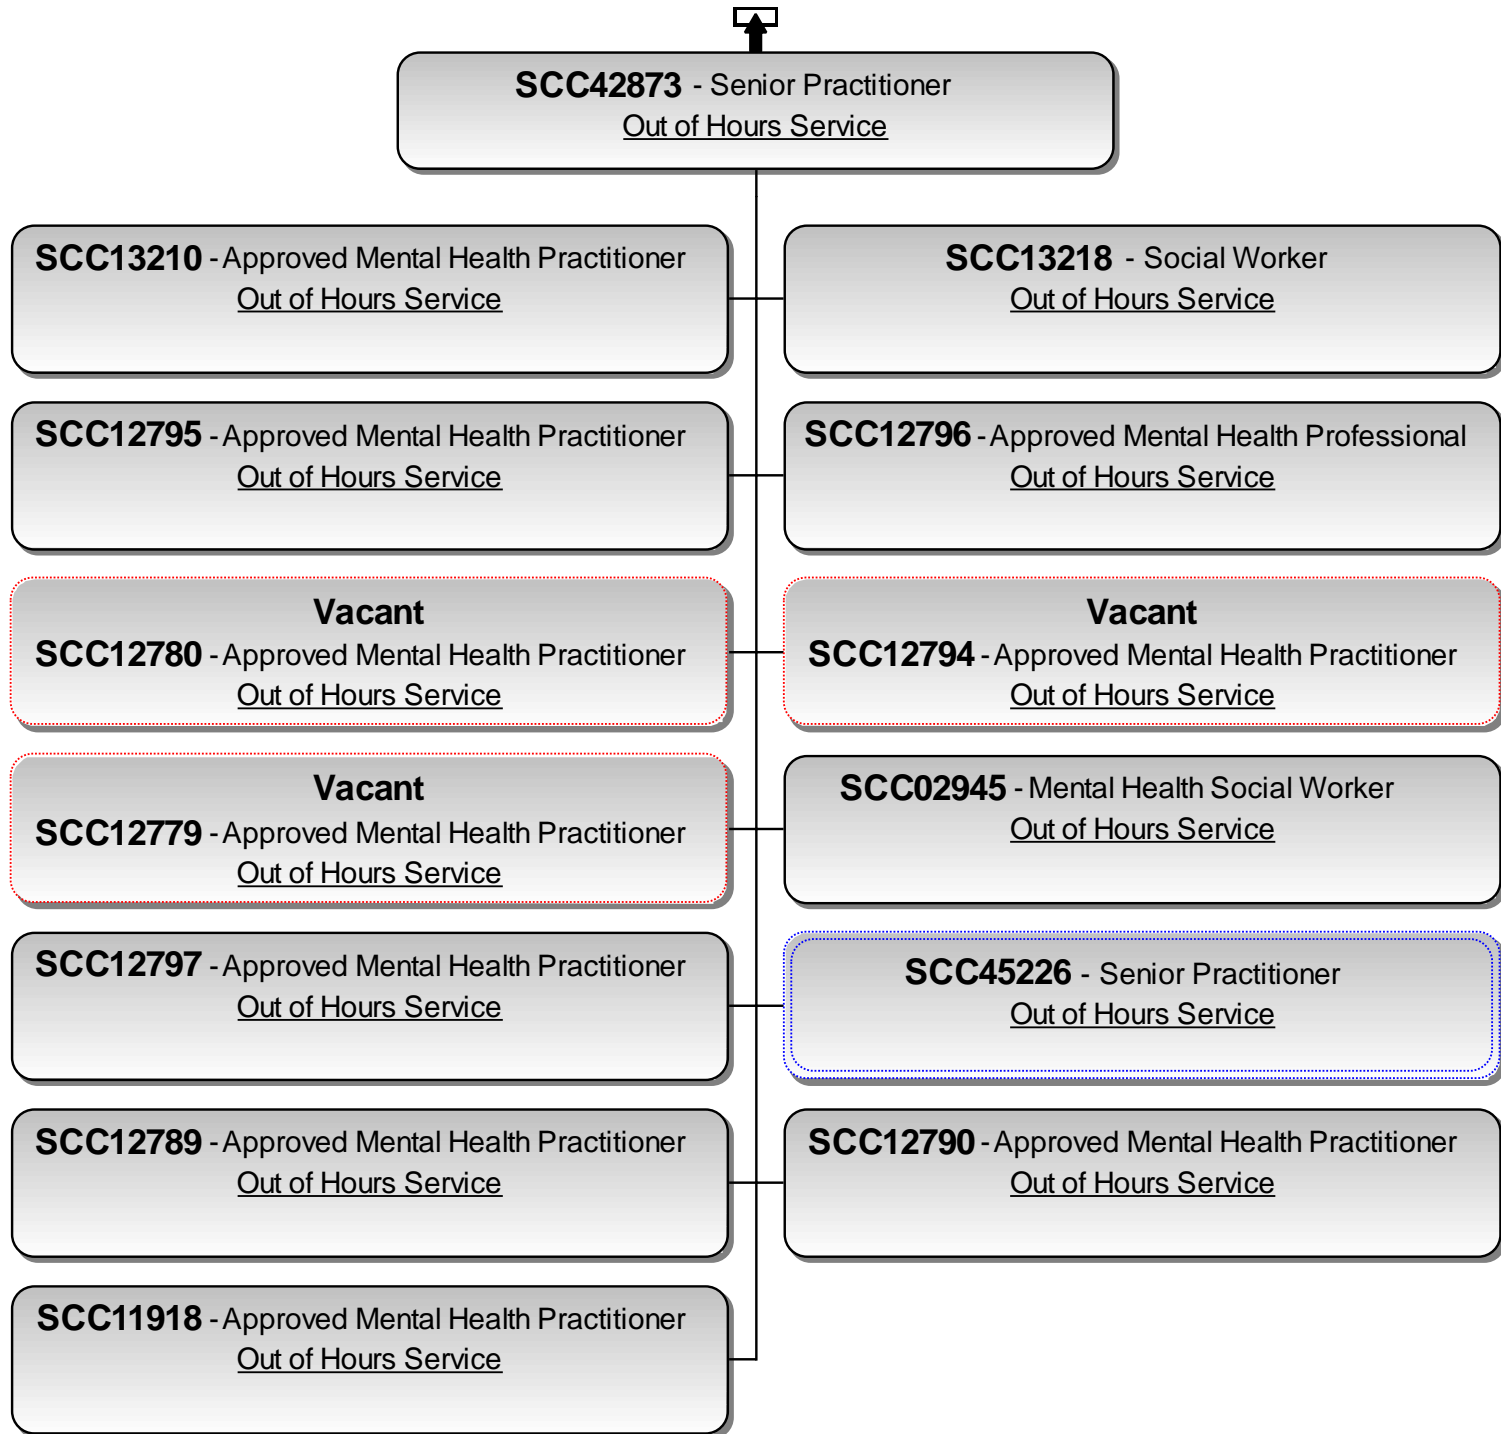 SCC42873 - Senior Practitioner
Out of Hours Service
SCC13210 - Approved Mental Health Practitioner
Out of Hours Service
SCC13218 - Social Worker
Out of Hours Service
SCC12795 - Approved Mental Health Practitioner
Out of Hours Service
SCC12796 - Approved Mental Health Professional
Out of Hours Service
Vacant
SCC12780 - Approved Mental Health Practitioner
Out of Hours Service
Vacant
SCC12794 - Approved Mental Health Practitioner
Out of Hours Service
Vacant
SCC12779 - Approved Mental Health Practitioner
Out of Hours Service
SCC02945 - Mental Health Social Worker
Out of Hours Service
SCC12797 - Approved Mental Health Practitioner
Out of Hours Service
SCC45226 - Senior Practitioner
Out of Hours Service
SCC12789 - Approved Mental Health Practitioner
Out of Hours Service
SCC12790 - Approved Mental Health Practitioner
Out of Hours Service
SCC11918 - Approved Mental Health Practitioner
Out of Hours Service